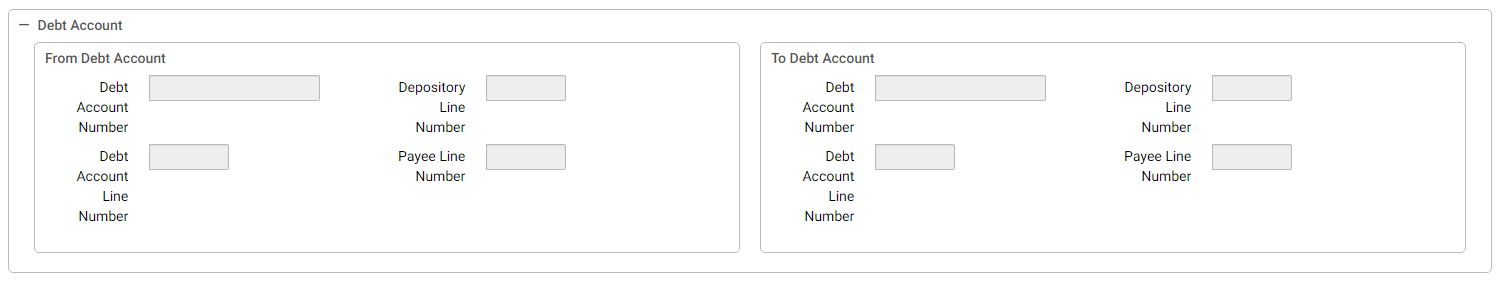 Debt Account
From Debt Account
Debt
Account
Number
Depository
Line
Number
Debt
Account
Line
Number
Payee Line
Number
To Debt Account
Debt
Account
Number
Depository
Line
Number
Debt
Account
Line
Number
Payee Line
Number